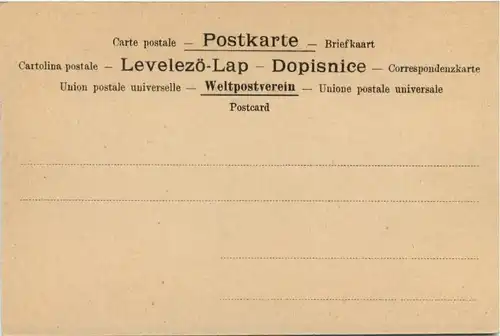 Carte postale – Postkarte – Briefkaart
Cartolina postale – Levelezö-Lap – Dopisnice – Correspondenzkarte
Union postale universelle – Weltpostverein – Unione postale universale
Postcard